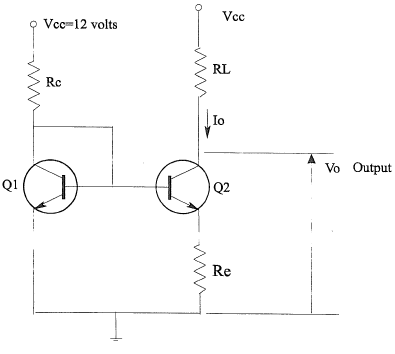 Vcc
Vcc=12 volts
Rc
RL
Io
Q1
Q2
Vo Output
Re